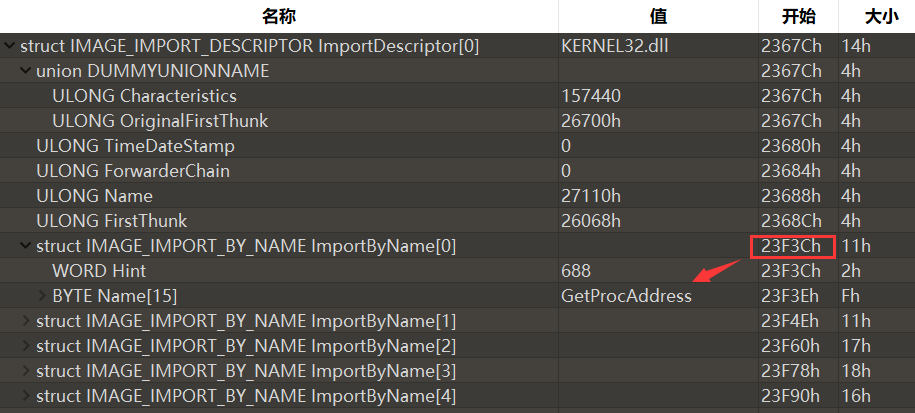 名称 值 开始 大小
struct IMAGE_IMPORT_DESCRIPTOR ImportDescriptor[0] KERNEL32.dll 2367Ch 14h
union DUMMYUNIONNAME 2367Ch 4h
ULONG Characteristics 157440 2367Ch 4h
ULONG OriginalFirstThunk 26700h 2367Ch 4h
ULONG TimeDateStamp 0 23680h 4h
ULONG ForwarderChain 0 23684h 4h
ULONG Name 27110h 23688h 4h
ULONG FirstThunk 26068h 2368Ch 4h
struct IMAGE_IMPORT_BY_NAME ImportByName[0] 23F3Ch 11h
WORD Hint 688 23F3Ch 2h
BYTE Name[15] GetProcAddress 23F3Eh Fh
struct IMAGE_IMPORT_BY_NAME ImportByName[1] 23F4Eh 11h
struct IMAGE_IMPORT_BY_NAME ImportByName[2] 23F60h 17h
struct IMAGE_IMPORT_BY_NAME ImportByName[3] 23F78h 18h
struct IMAGE_IMPORT_BY_NAME ImportByName[4] 23F90h 16h